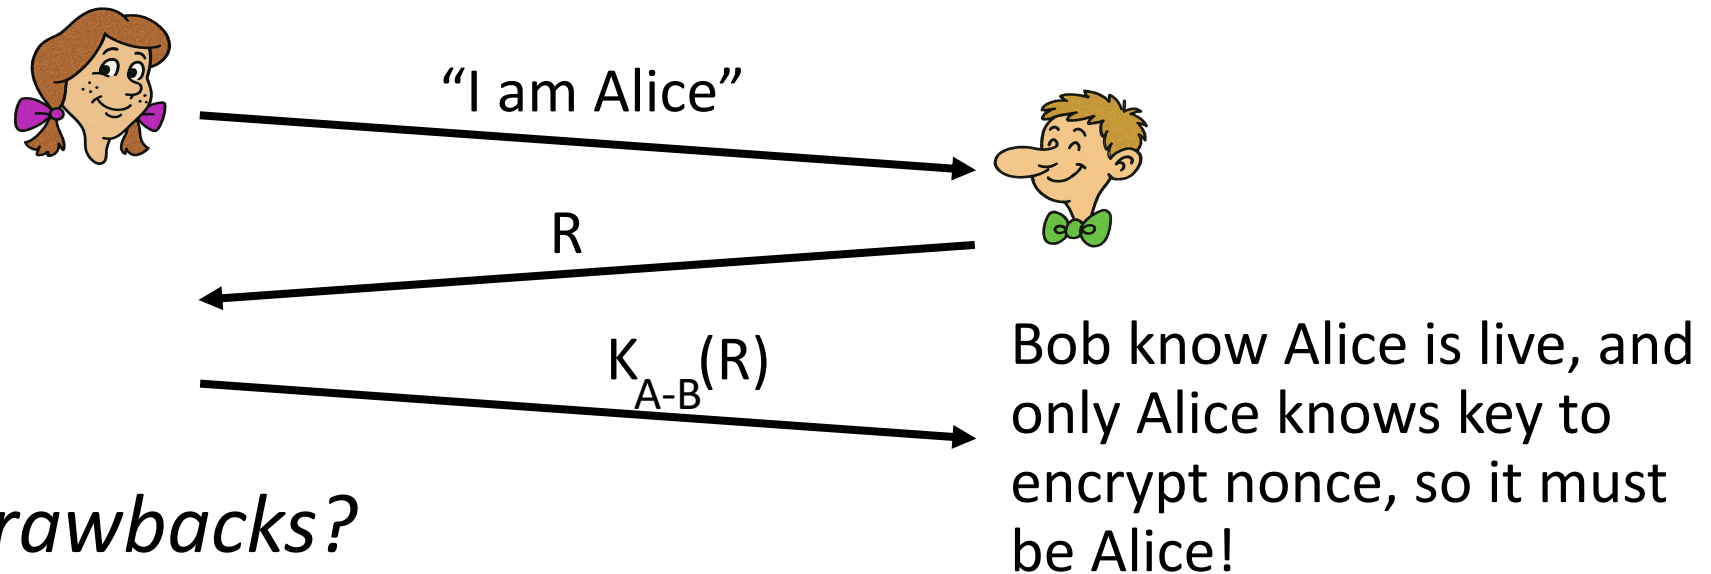 “I am Alice”
R
K_A-B(R)
Bob know Alice is live, and
only Alice knows key to
encrypt nonce, so it must
be Alice!
rawbacks?